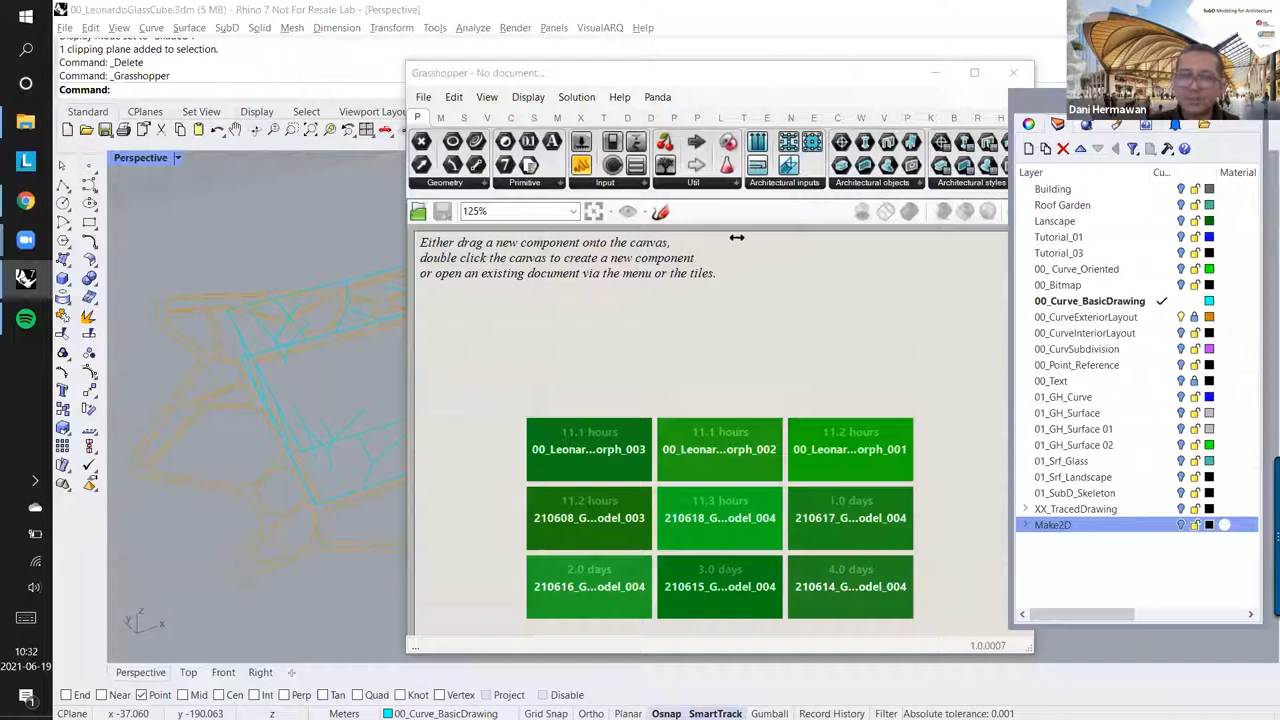 00_LeonardoGlassCube.3dm (5 MB) - Rhino 7 Not For Resale Lab - [Perspective]
File Edit View Curve Surface SubD Solid Mesh Dimension Transform Tools Analyze Render Panels VisualARQ Help
1 clipping plane added to selection.
Command: _Delete
Command: _Grasshopper
Command:
Standard CPlanes Set View Display Select Viewport Layou
Perspective
Grasshopper - No document...
File Edit View Display Solution Help Panda
P M S V C S I M T X T R K L D
Geometry Primitive Input Util Architectural inputs Architectural objects Architectural styles
125%
Either drag a new component onto the canvas,
double click the canvas to create a new component
or open an existing document via the menu or the tiles.
11.1 hours
00_Leonar...orph_003
11.1 hours
00_Leonar...orph_002
11.2 hours
00_Leonar...orph_001
11.2 hours
210608_G...odel_003
11.3 hours
210618_G...odel_004
1.0 days
210617_G...odel_004
2.0 days
210616_G...odel_004
3.0 days
210615_G...odel_004
4.0 days
210614_G...odel_004
...
1.0.0007
SubD Modeling for Architecture
Dani Hermawan
Layer Cu... Material
Building
Roof Garden
Lanscape
Tutorial_01
Tutorial_03
00_ Curve_Oriented
00_Bitmap
00_Curve_BasicDrawing
00_CurveExteriorLayout
00_CurveInteriorLayout
00_CurvSubdivision
00_Point_Reference
00_Text
01_GH_Curve
01_GH_Surface
01_GH_Surface 01
01_GH_Surface 02
01_Srf_Glass
01_Srf_Landscape
01_SubD_Skeleton
XX_TracedDrawing
Make2D
z
y
x
10:32
2021-06-19
1
Perspective Top Front Right
End Near Point Mid Cen Int Perp Tan Quad Knot Vertex Project Disable
CPlane x -37.060 y -190.063 z Meters 00_Curve_BasicDrawing Grid Snap Ortho Planar Osnap SmartTrack Gumball Record History Filter Absolute tolerance: 0.001